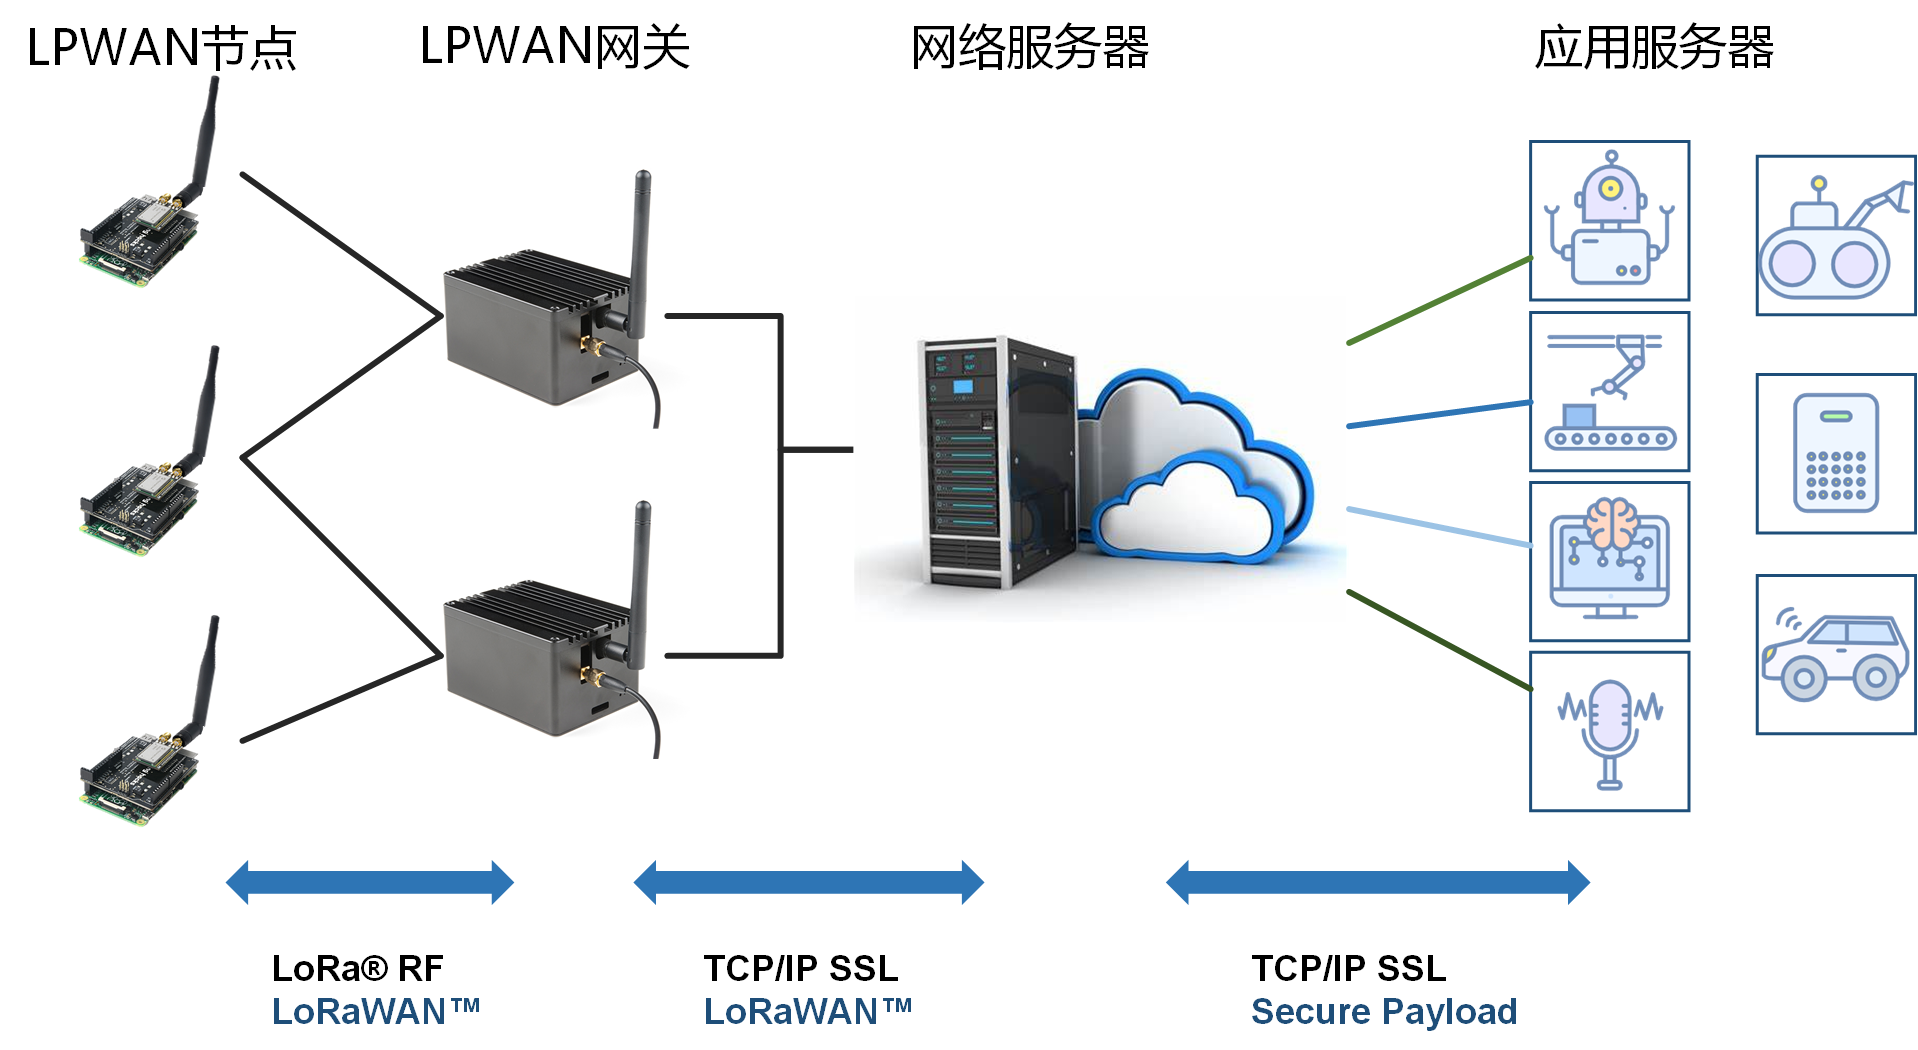 LPWAN节点
LPWAN网关
网络服务器
应用服务器
LoRa® RF
LoRaWAN™
TCP/IP SSL
LoRaWAN™
TCP/IP SSL
Secure Payload